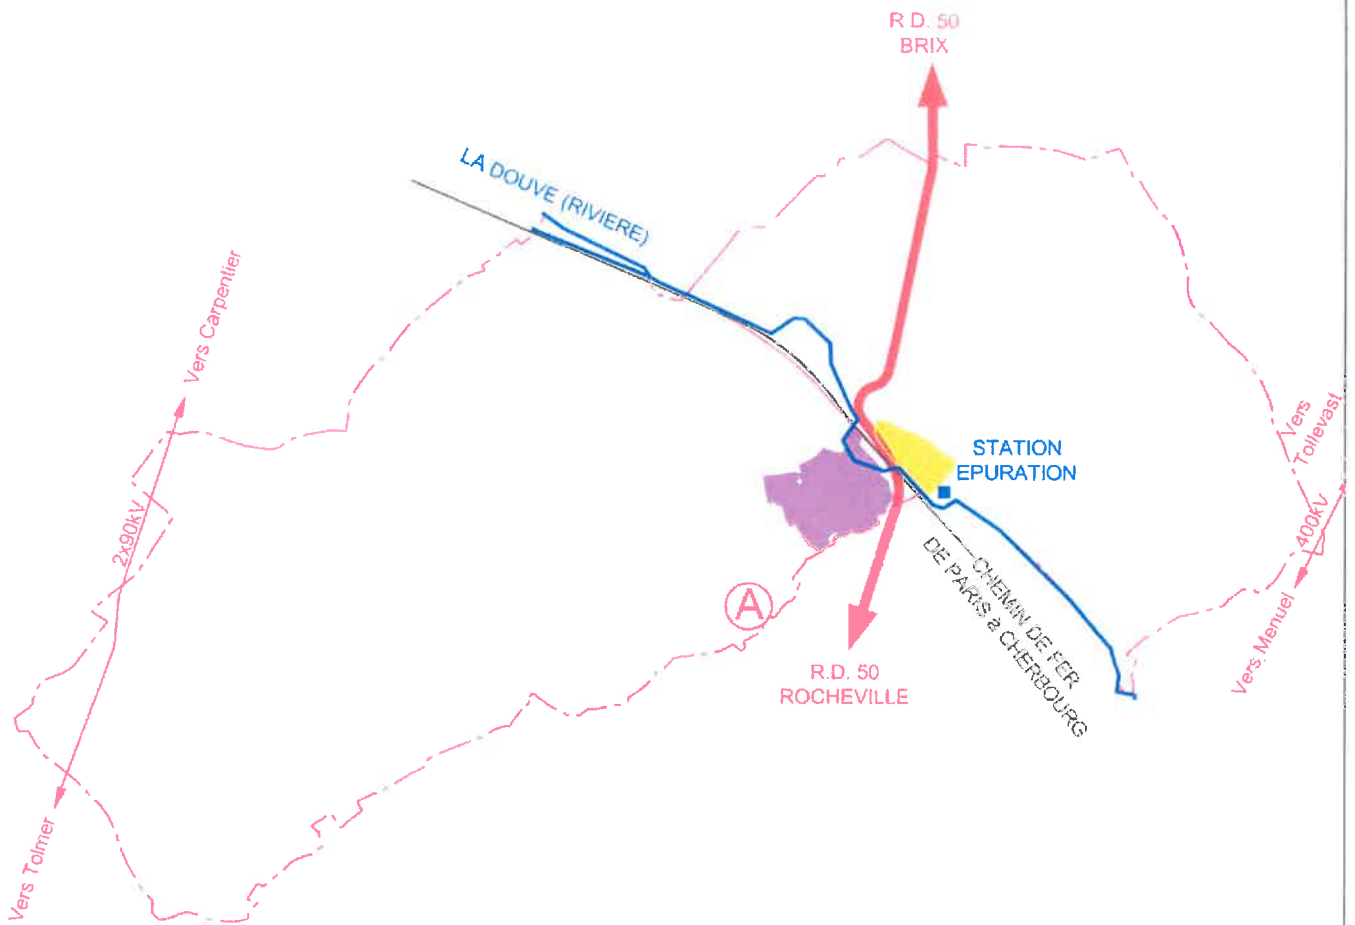 R D. 50
BRIX
LA DOUVE (RIVIERE)
Vers Carpentier
2x90kV
Vers Tolmer
STATION
EPURATION
Vers
Tollevast
400kV
Vers Menuel
CHEMIN DE FER
DE PARIS à CHERBOURG
A
R.D. 50
ROCHEVILLE